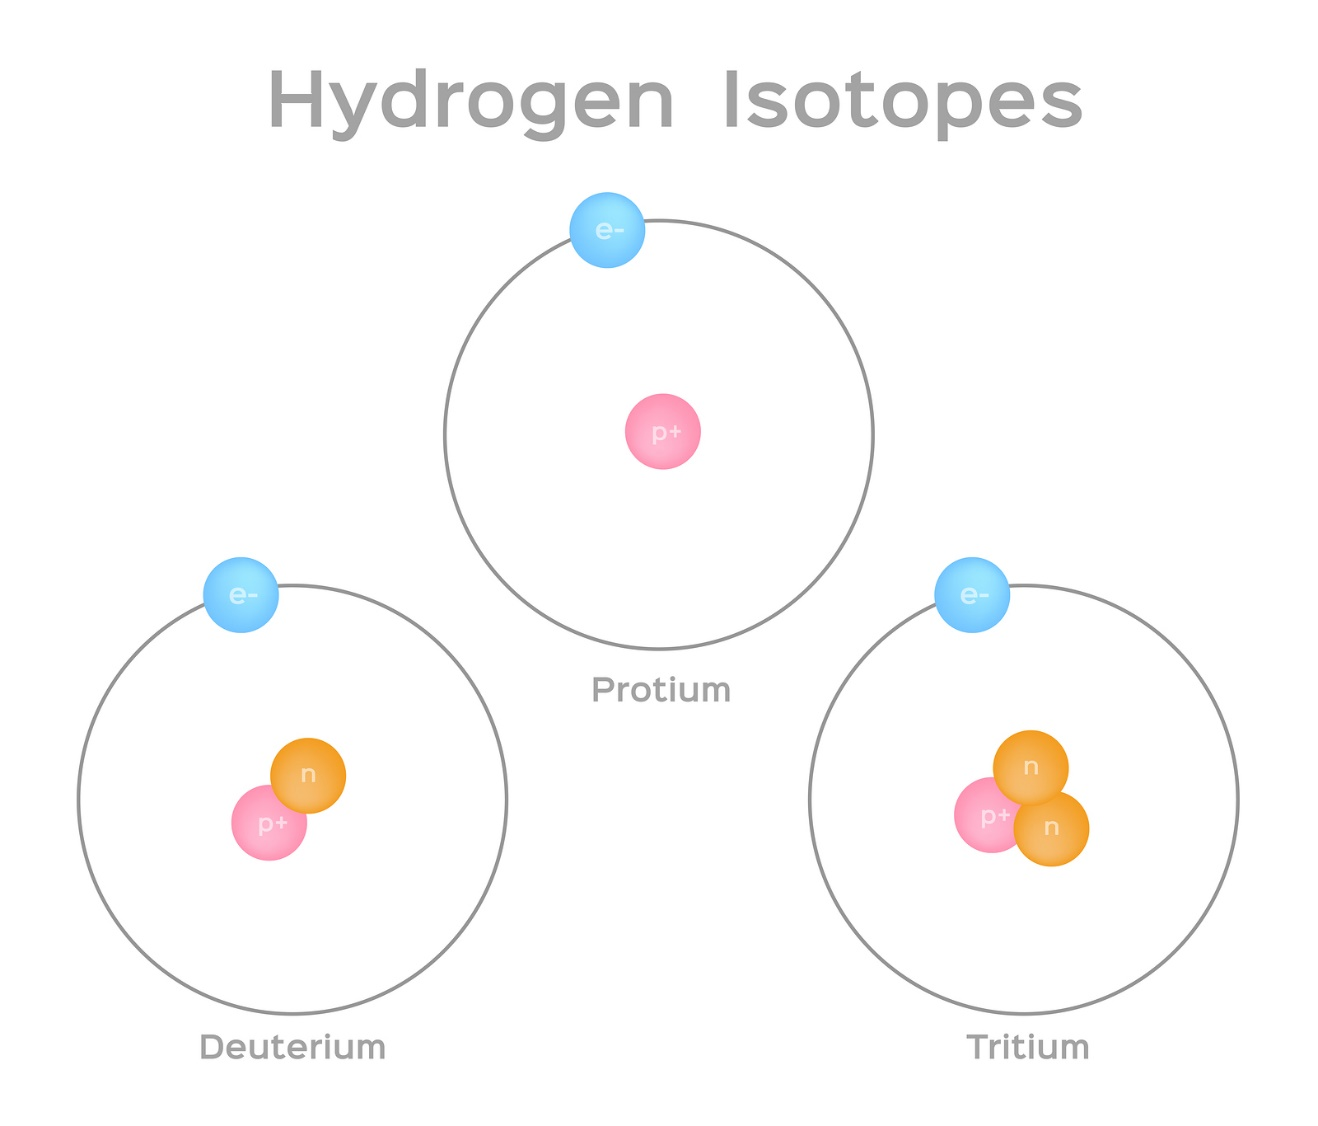 Hydrogen Isotopes
e-
p+
Protium
e-
n
p+
Deuterium
e-
n
p+
n
Tritium